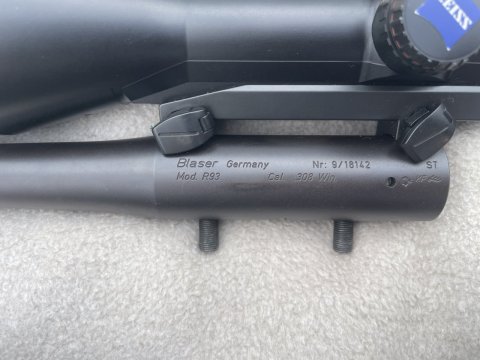 ZEISS
Blaser Germany Nr: 9/18142 ST
Mod. R93 Cal. .308 Win